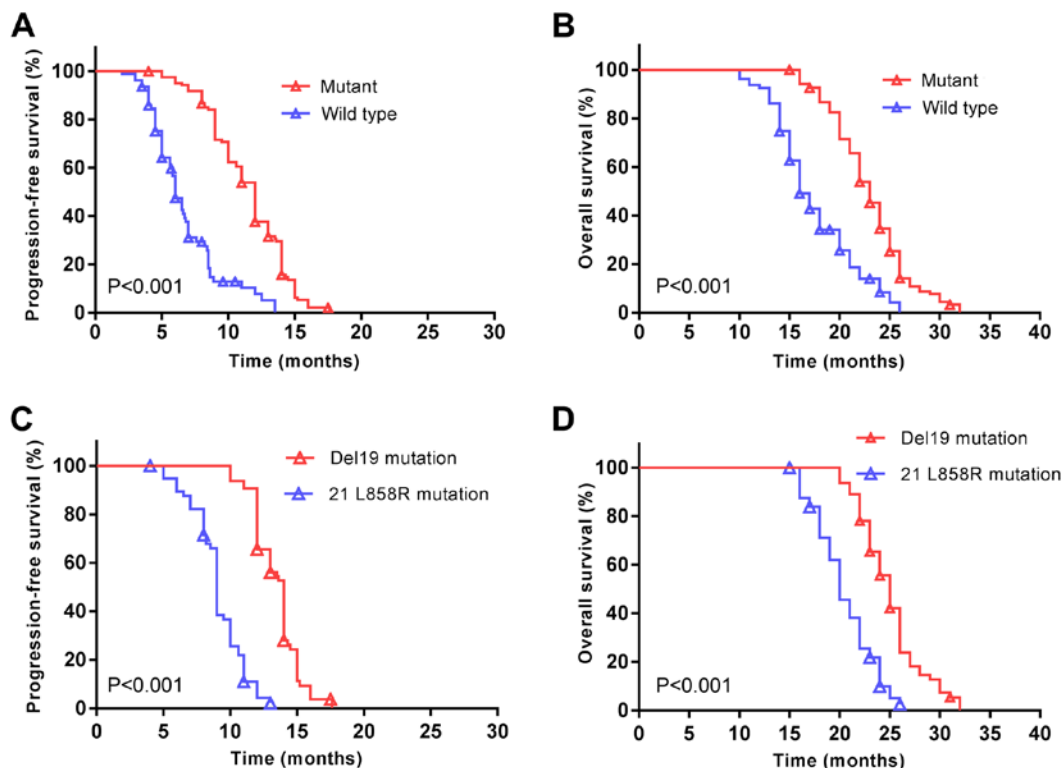 A
Progression-free survival (%)
100
80
60
40
20
0
Mutant
Wild type
P<0.001
0 5 10 15 20 25 30
Time (months)
B
Overall survival (%)
100
80
60
40
20
0
Mutant
Wild type
P<0.001
0 10 15 20 25 30 35 40
Time (months)
C
Progression-free survival (%)
100
80
60
40
20
0
Del19 mutation
21 L858R mutation
P<0.001
0 5 10 15 20 25 30
Time (months)
D
Overall survival (%)
100
80
60
40
20
0
Del19 mutation
21 L858R mutation
P<0.001
0 10 15 20 25 30 35 40
Time (months)